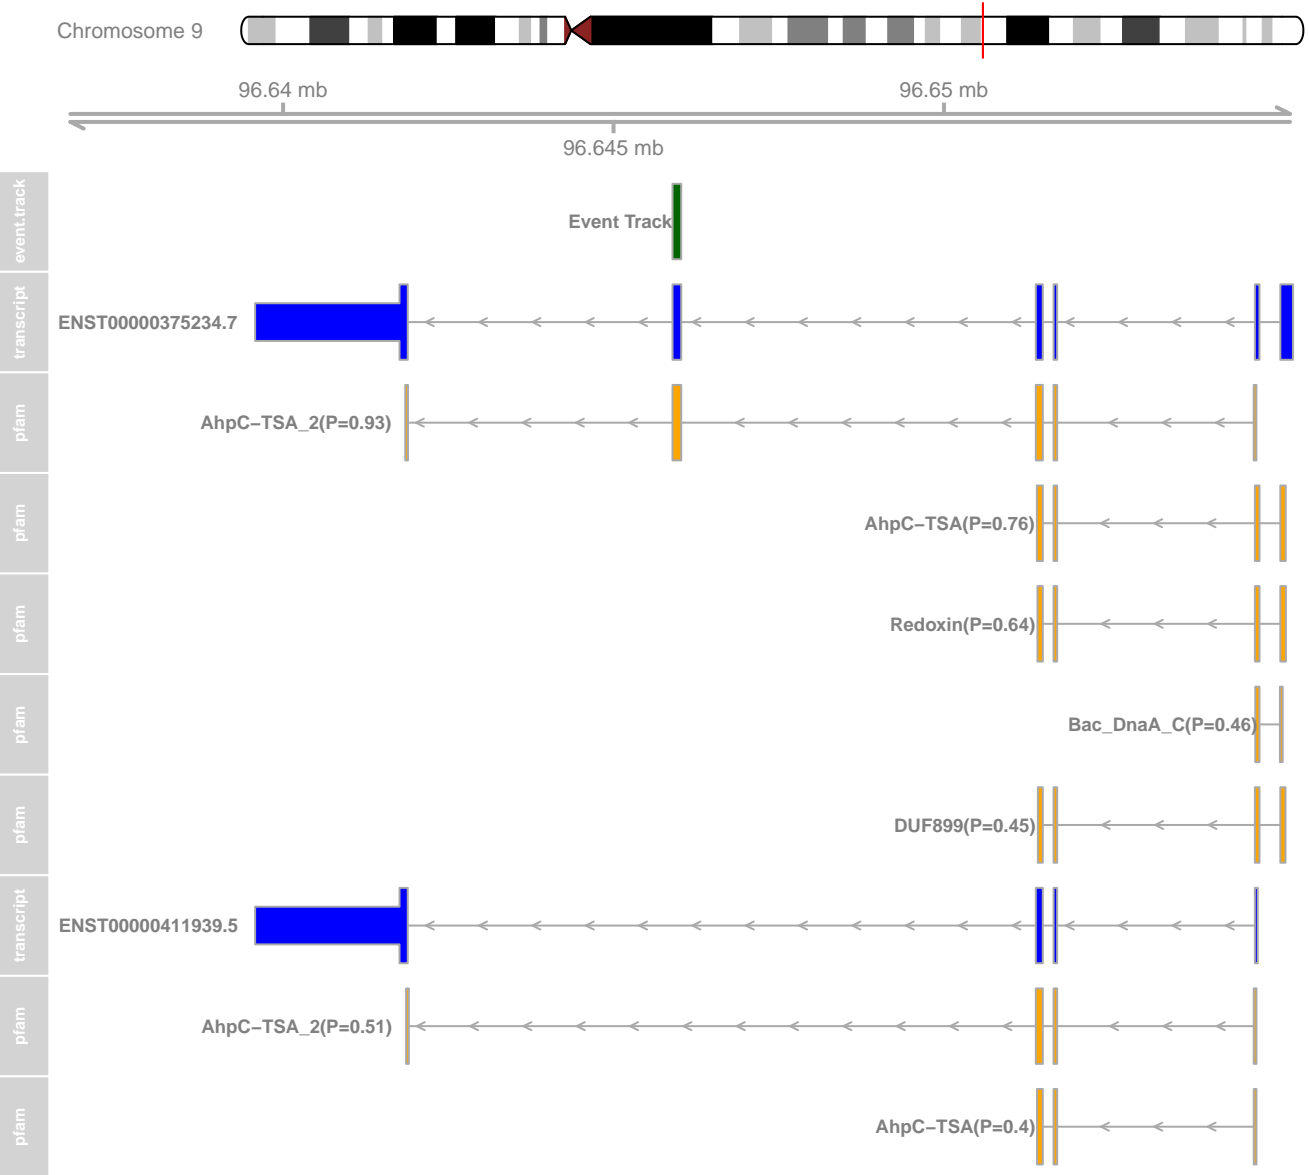 Chromosome 9
96.64 mb
96.65 mb
96.645 mb
event.track
Event Track
transcript
ENST00000375234.7
pfam
AhpC−TSA_2(P=0.93)
pfam
AhpC−TSA(P=0.76)
pfam
Redoxin(P=0.64)
pfam
Bac_DnaA_C(P=0.46)
pfam
DUF899(P=0.45)
transcript
ENST00000411939.5
pfam
AhpC−TSA_2(P=0.51)
pfam
AhpC−TSA(P=0.4)